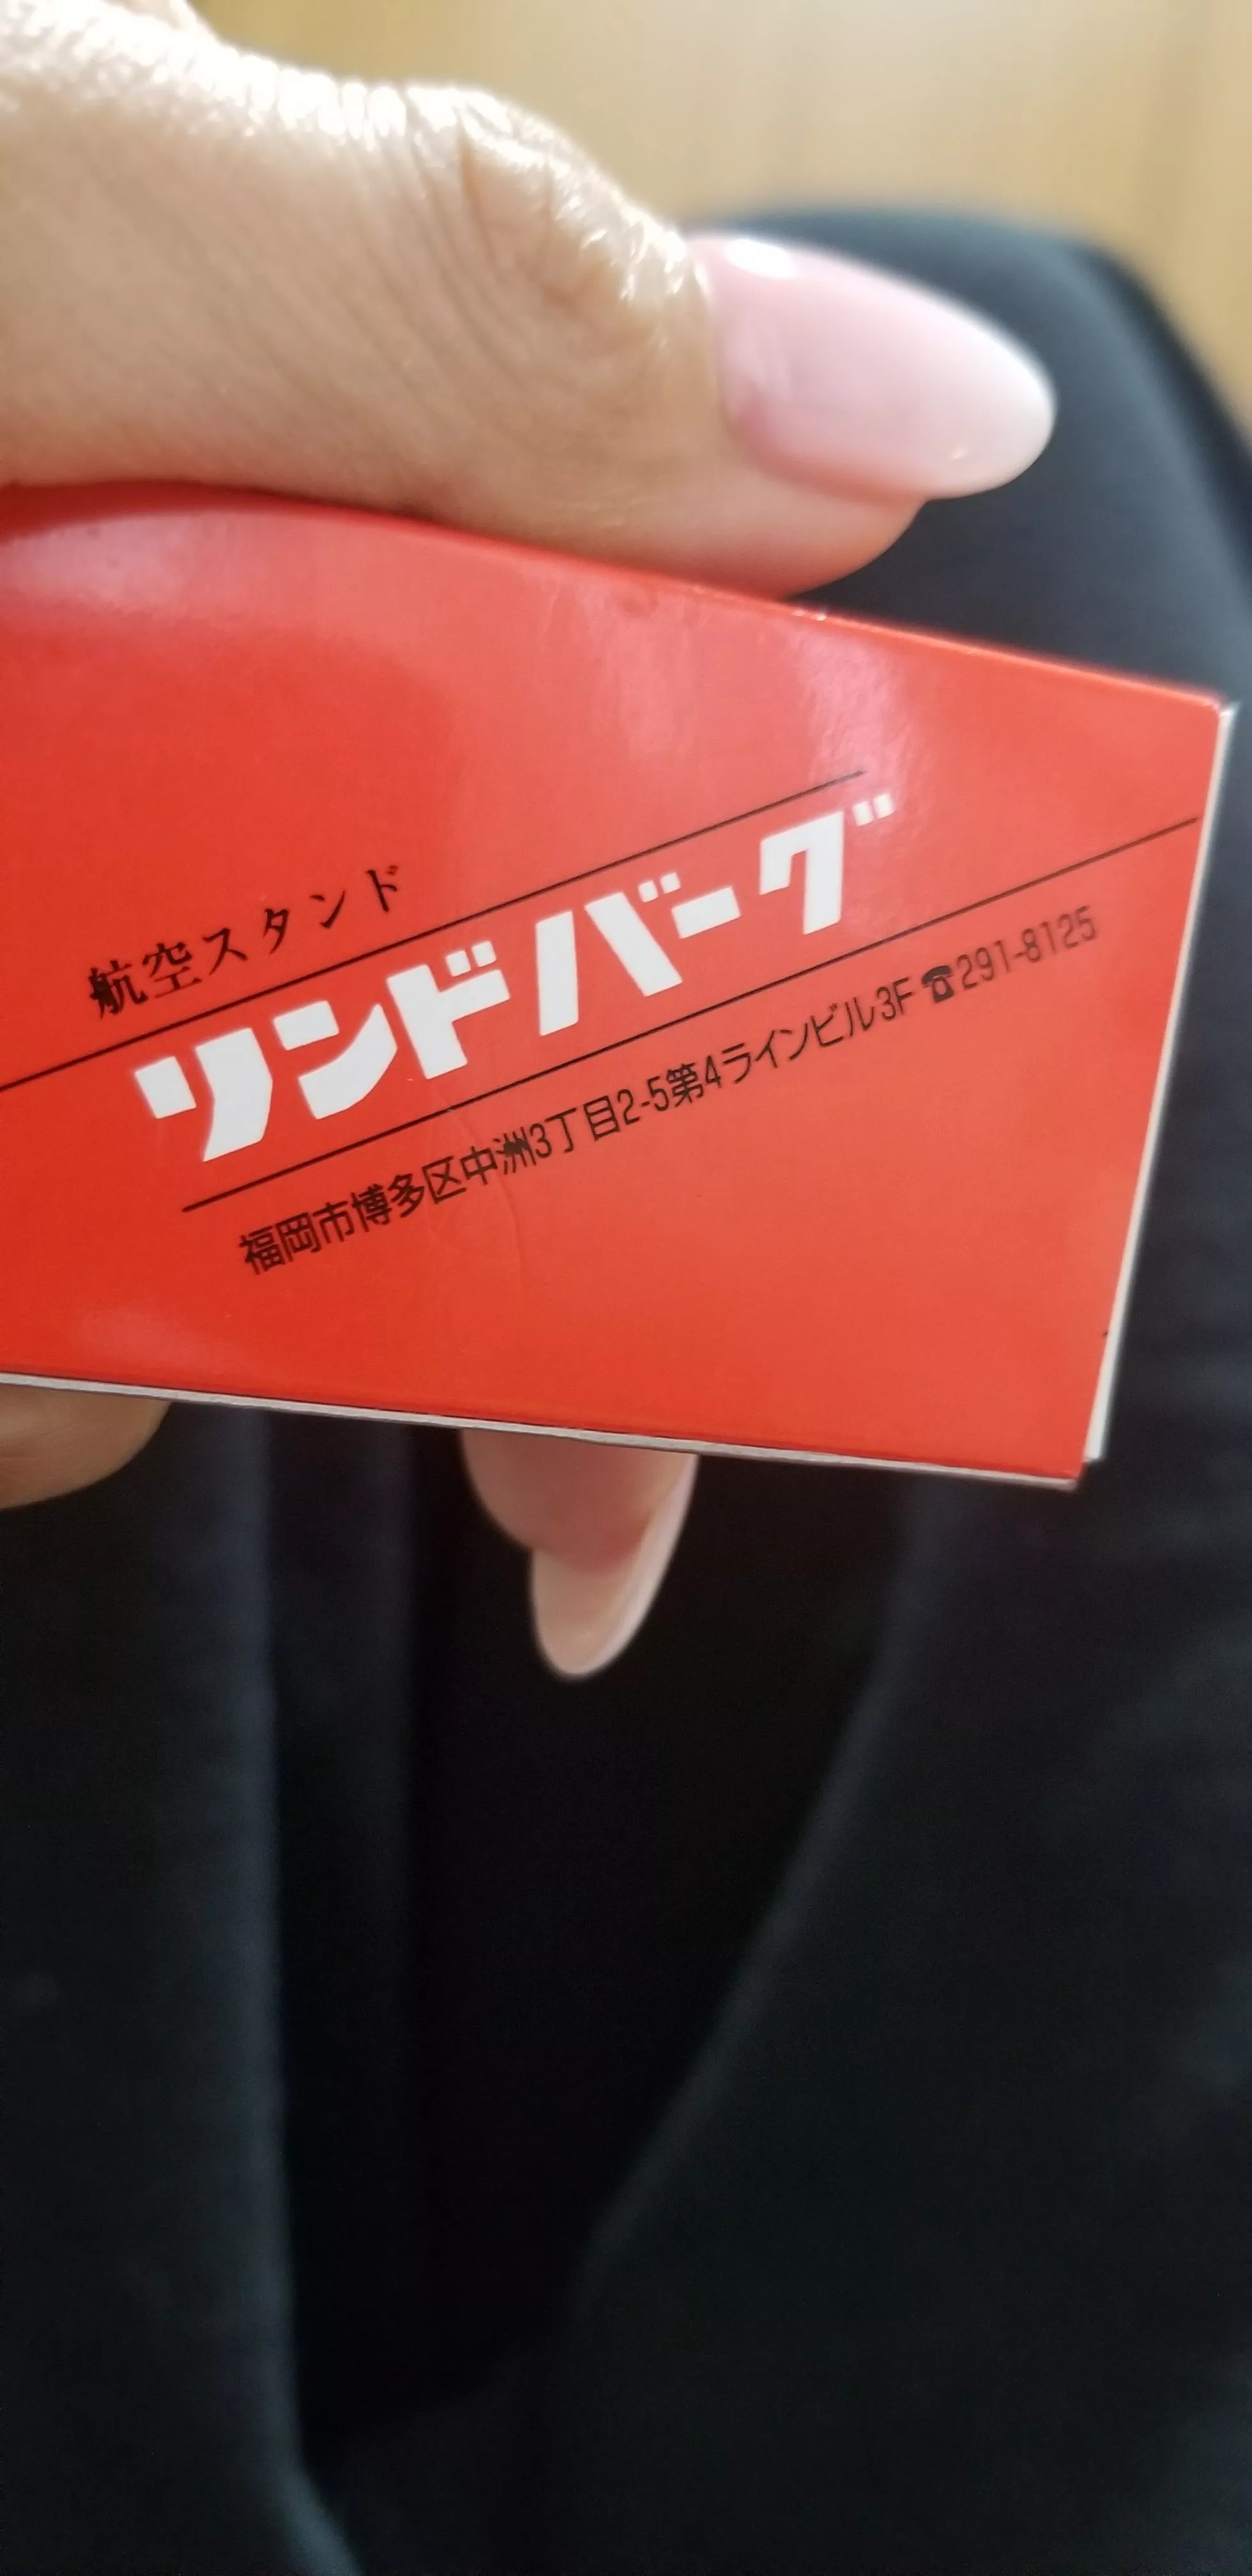 航空スタンド
リンドバーグ
福岡市博多区中洲3丁目2-5第4ラインビル3F ☎291-8125